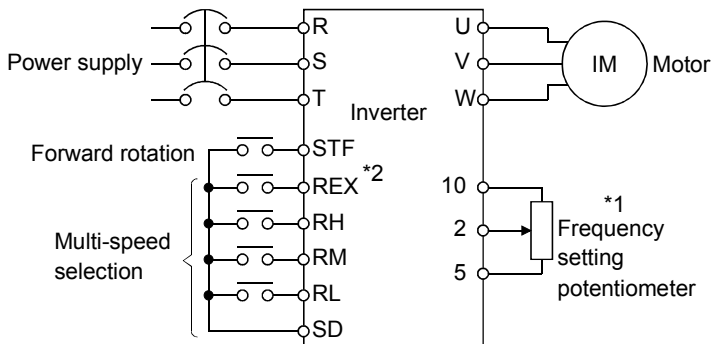 R
U
Power supply
S
V
IM
Motor
T
W
Inverter
Forward rotation
STF
REX *2
10
*1
RH
2
Frequency
setting
potentiometer
Multi-speed
selection
RM
RL
5
SD